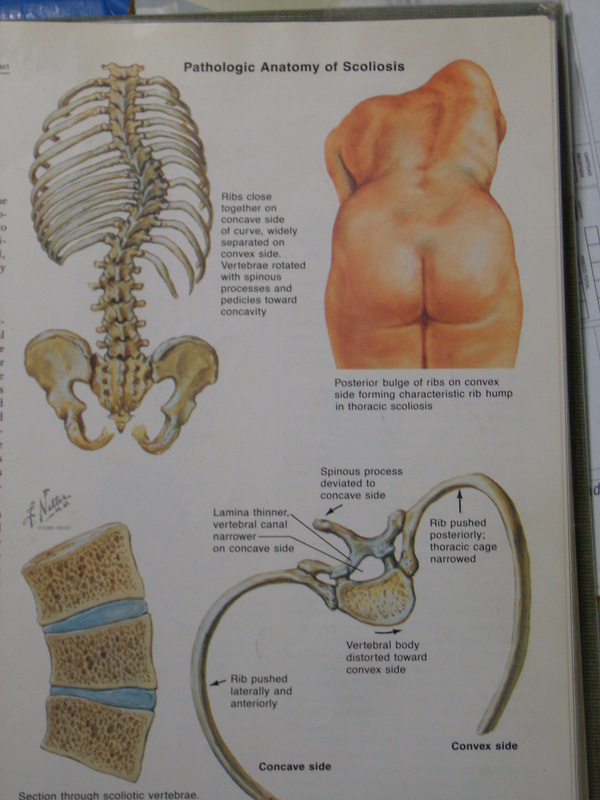 Pathologic Anatomy of Scoliosis
Ribs close
together on
concave side
of curve, widely
separated on
convex side.
Vertebrae rotated
with spinous
processes and
pedicles toward
concavity
Posterior bulge of ribs on convex
side forming characteristic rib hump
in thoracic scoliosis
Spinous process
deviated to
concave side
Lamina thinner,
vertebral canal
narrower
on concave side
Rib pushed
posteriorly;
thoracic cage
narrowed
Vertebral body
distorted toward
convex side
Rib pushed
laterally and
anteriorly
Convex side
Concave side
F. Netter
Section through scoliotic vertebrae.